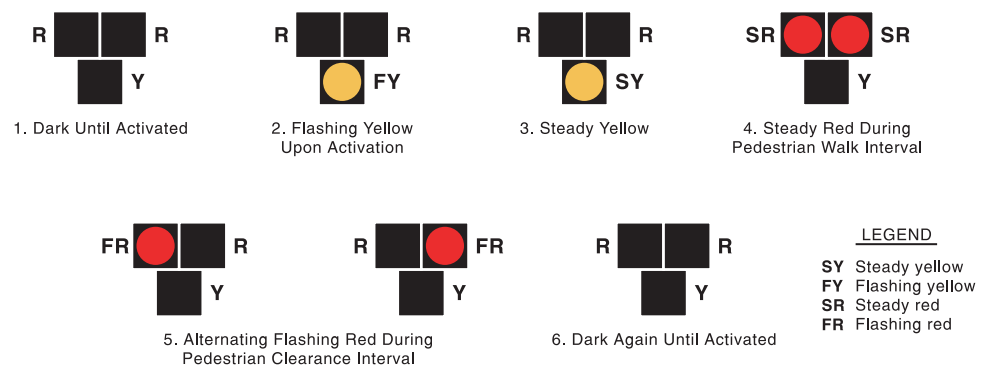 R R R R R R SR SR
Y FY SY Y
1. Dark Until Activated
2. Flashing Yellow
Upon Activation
3. Steady Yellow
4. Steady Red During
Pedestrian Walk Interval
FR R R FR R R
Y Y Y
5. Alternating Flashing Red During
Pedestrian Clearance Interval
6. Dark Again Until Activated
LEGEND
SY Steady yellow
FY Flashing yellow
SR Steady red
FR Flashing red